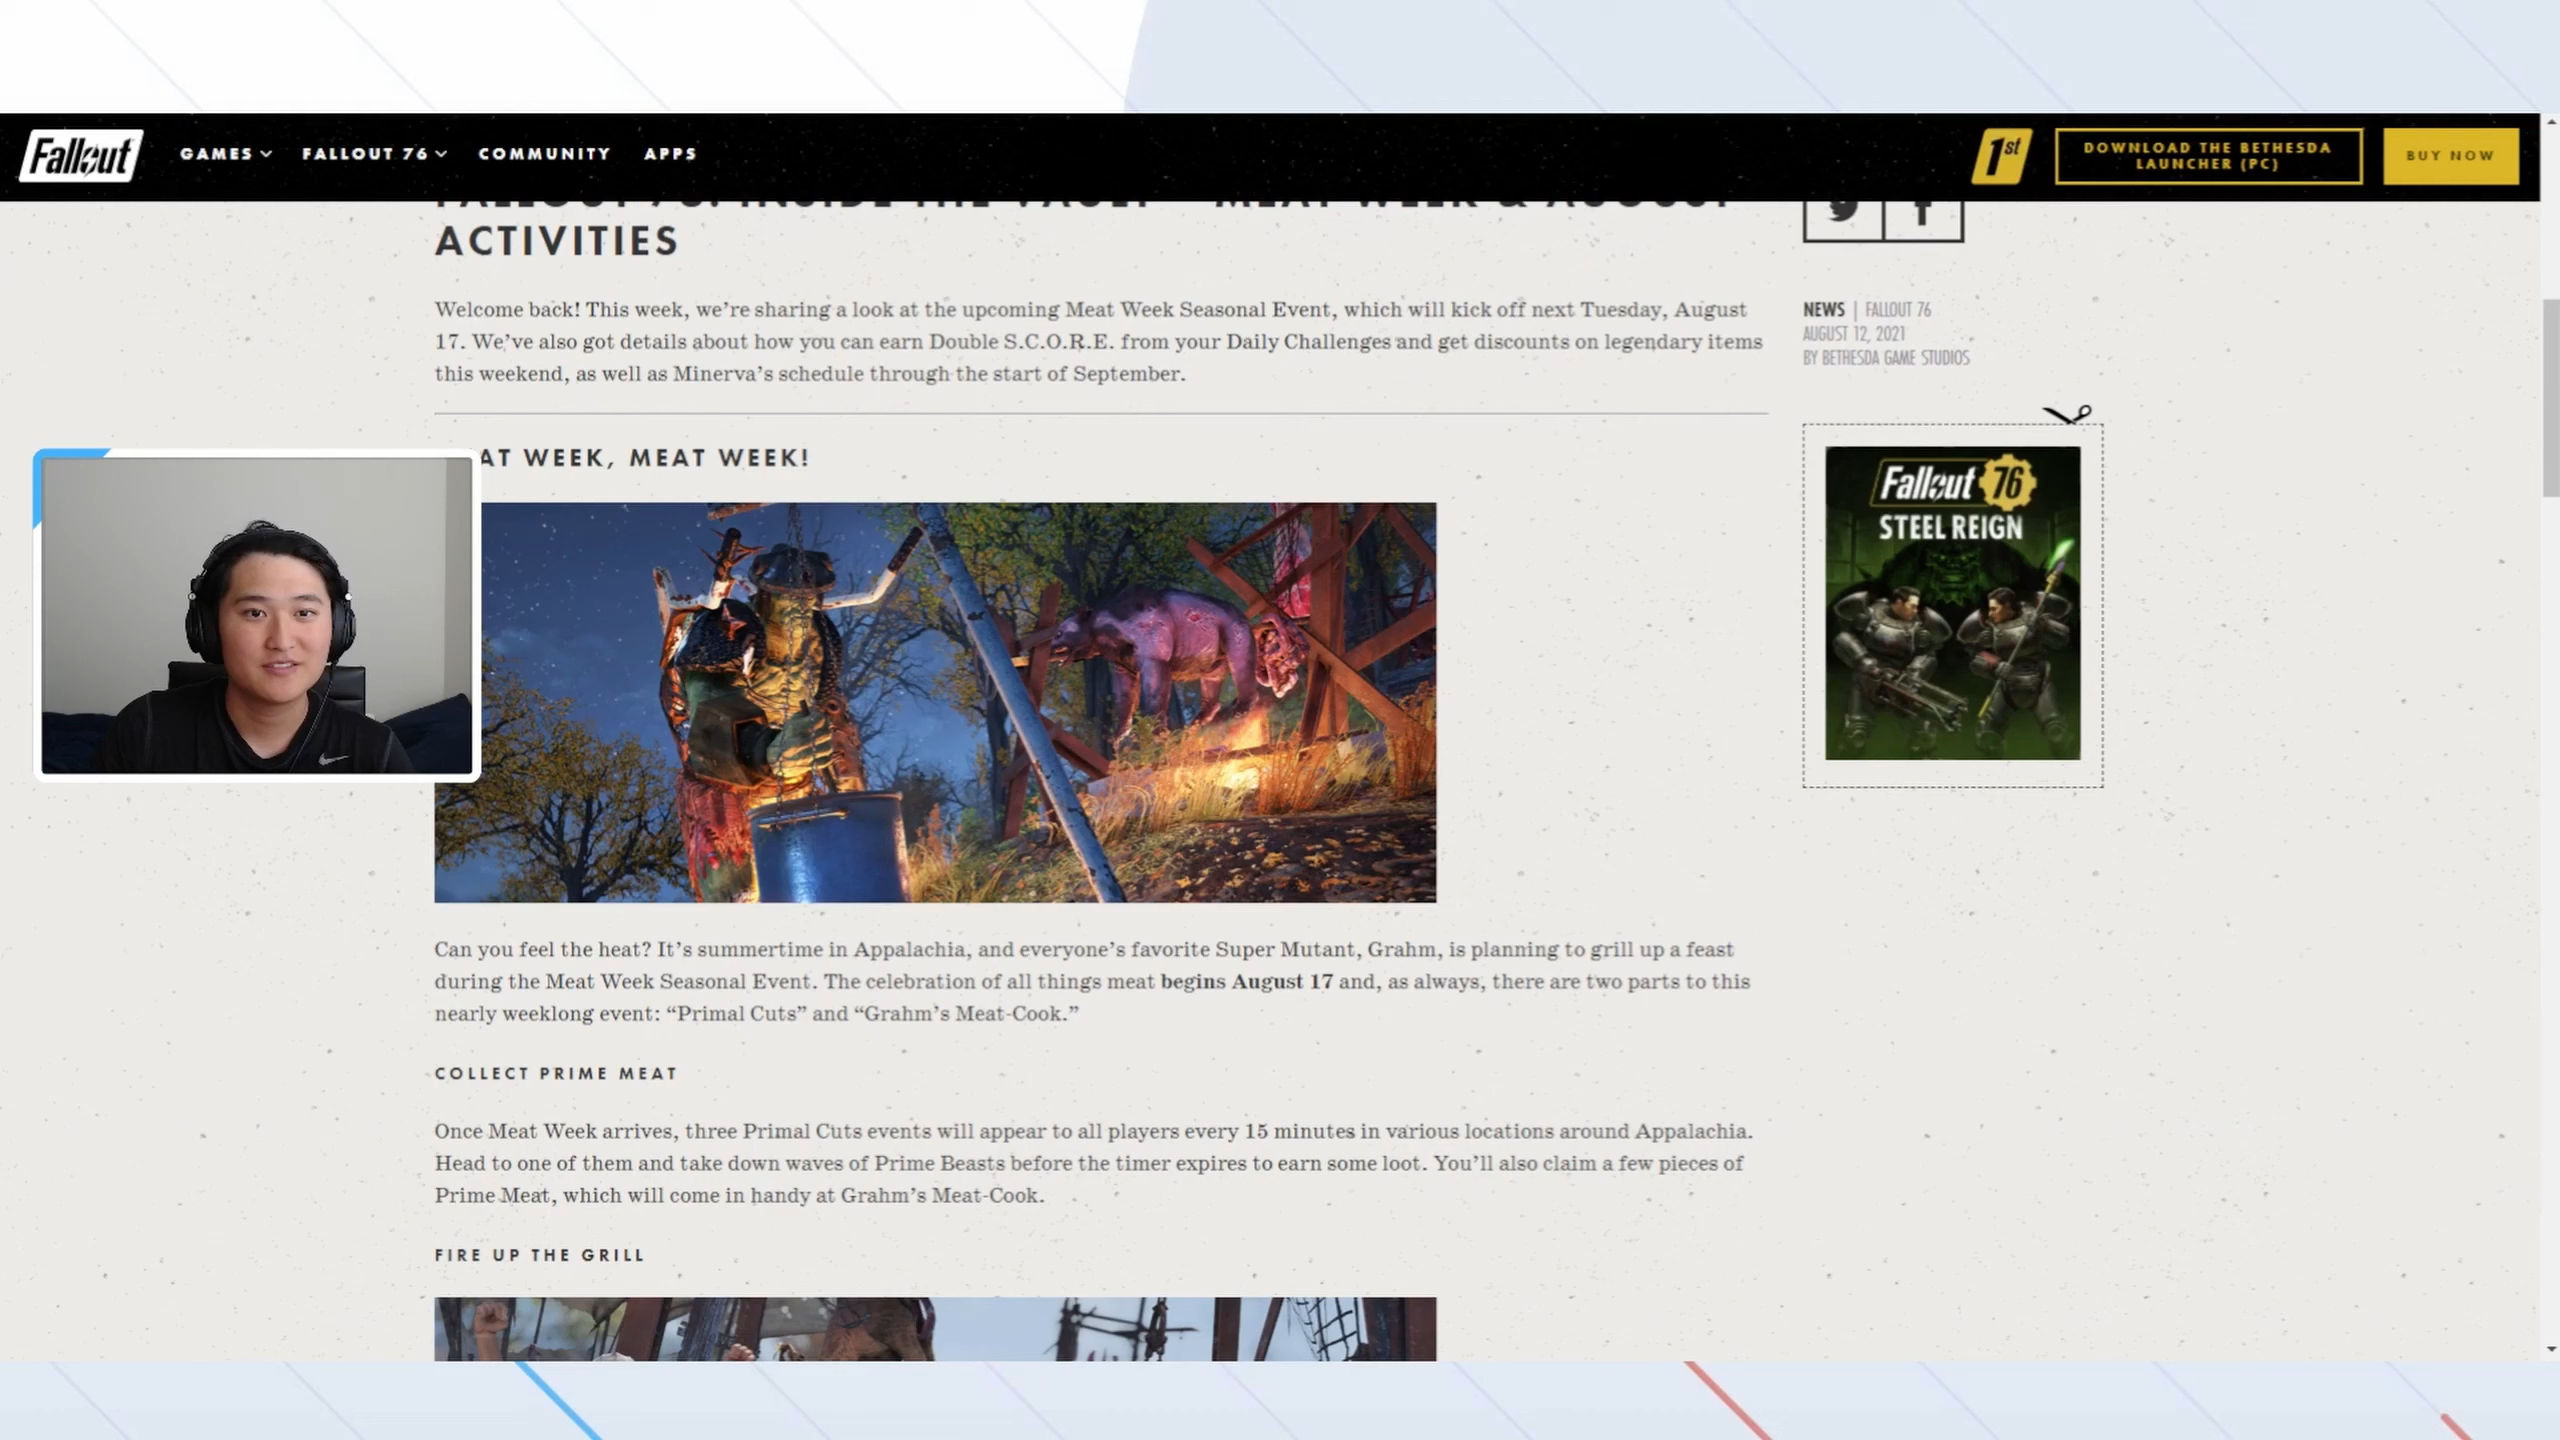 Fallout
GAMES
FALLOUT 76
COMMUNITY
APPS
1st
DOWNLOAD THE BETHESDA
LAUNCHER (PC)
BUY NOW
FALLOUT 76: INSIDE THE VAULT – MEAT WEEK & AUGUST
ACTIVITIES
Welcome back! This week, we’re sharing a look at the upcoming Meat Week Seasonal Event, which will kick off next Tuesday, August
17. We’ve also got details about how you can earn Double S.C.O.R.E. from your Daily Challenges and get discounts on legendary items
this weekend, as well as Minerva’s schedule through the start of September.
NEWS | FALLOUT 76
AUGUST 12, 2021
BY BETHESDA GAME STUDIOS
AT WEEK, MEAT WEEK!
Fallout 76
STEEL REIGN
Can you feel the heat? It’s summertime in Appalachia, and everyone’s favorite Super Mutant, Grahm, is planning to grill up a feast
during the Meat Week Seasonal Event. The celebration of all things meat begins August 17 and, as always, there are two parts to this
nearly weeklong event: “Primal Cuts” and “Grahm’s Meat-Cook.”
COLLECT PRIME MEAT
Once Meat Week arrives, three Primal Cuts events will appear to all players every 15 minutes in various locations around Appalachia.
Head to one of them and take down waves of Prime Beasts before the timer expires to earn some loot. You’ll also claim a few pieces of
Prime Meat, which will come in handy at Grahm’s Meat-Cook.
FIRE UP THE GRILL